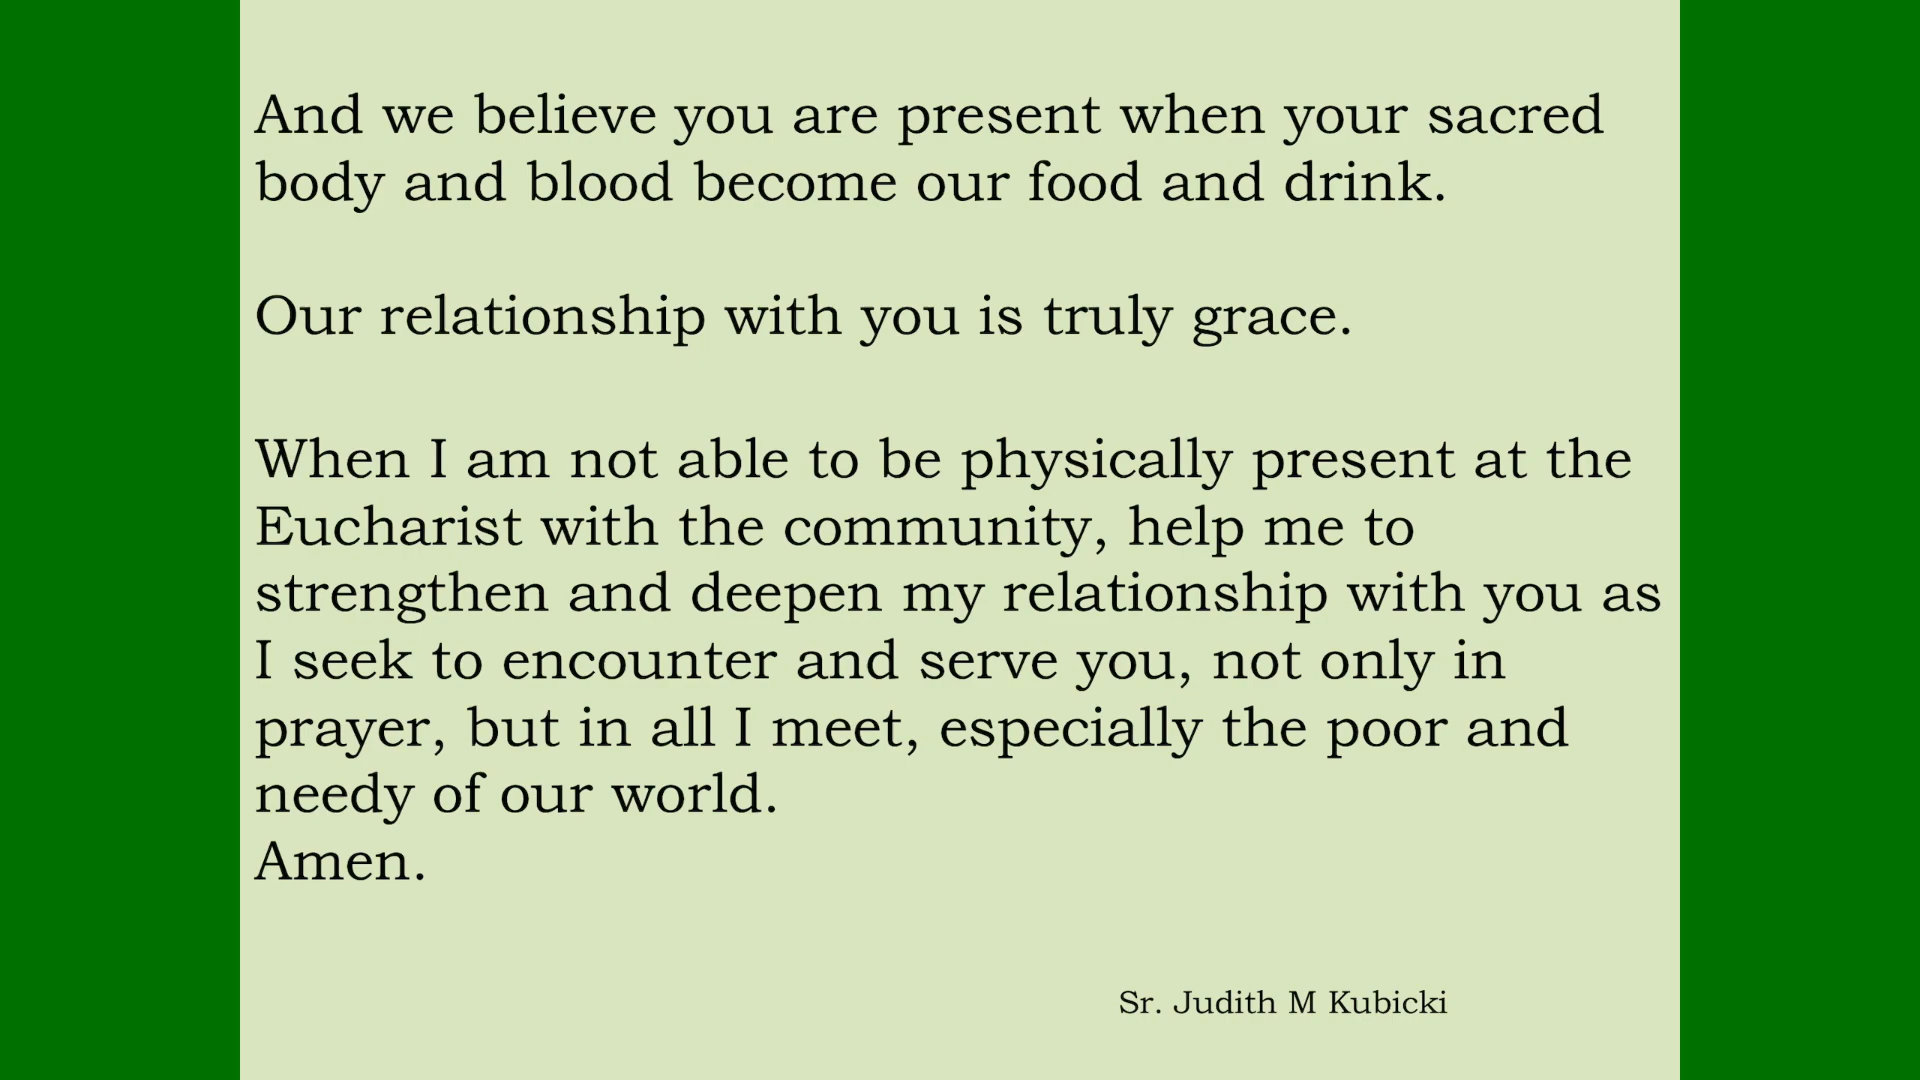 And we believe you are present when your sacred
body and blood become our food and drink.
Our relationship with you is truly grace.
When I am not able to be physically present at the
Eucharist with the community, help me to
strengthen and deepen my relationship with you as
I seek to encounter and serve you, not only in
prayer, but in all I meet, especially the poor and
needy of our world.
Amen.
Sr. Judith M Kubicki